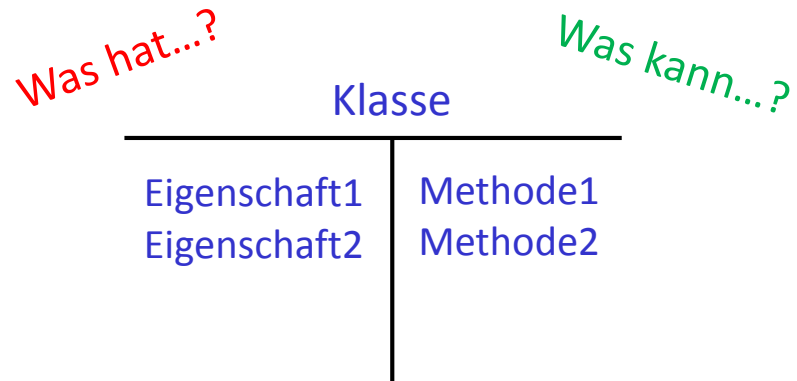 Was hat...?
Was kann...?
Klasse
Eigenschaft1
Eigenschaft2
Methode1
Methode2